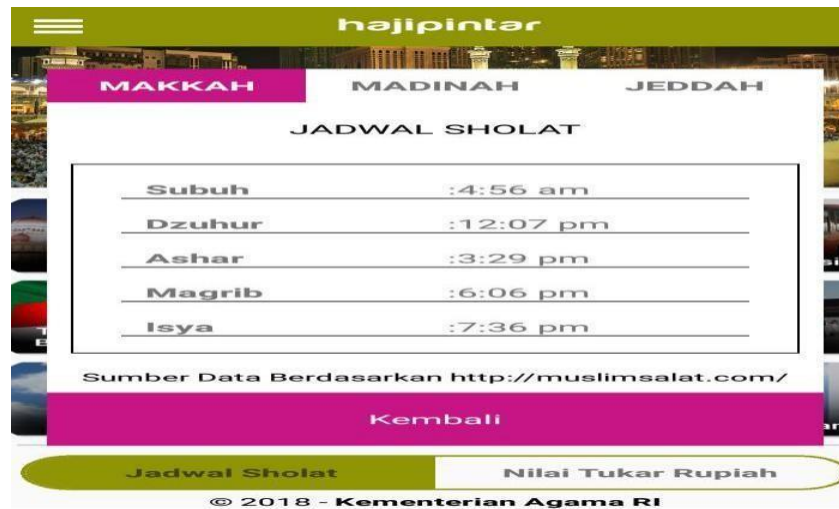 hajipintar
MAKKAH MADINAH JEDDAH
JADWAL SHOLAT
Subuh :4:56 am
Dzuhur :12:07 pm
Ashar :3:29 pm
Magrib :6:06 pm
Isya :7:36 pm
Sumber Data Berdasarkan http://muslimsalat.com/
Kembali
Jadwal Sholat Nilai Tukar Rupiah
© 2018 - Kementerian Agama RI